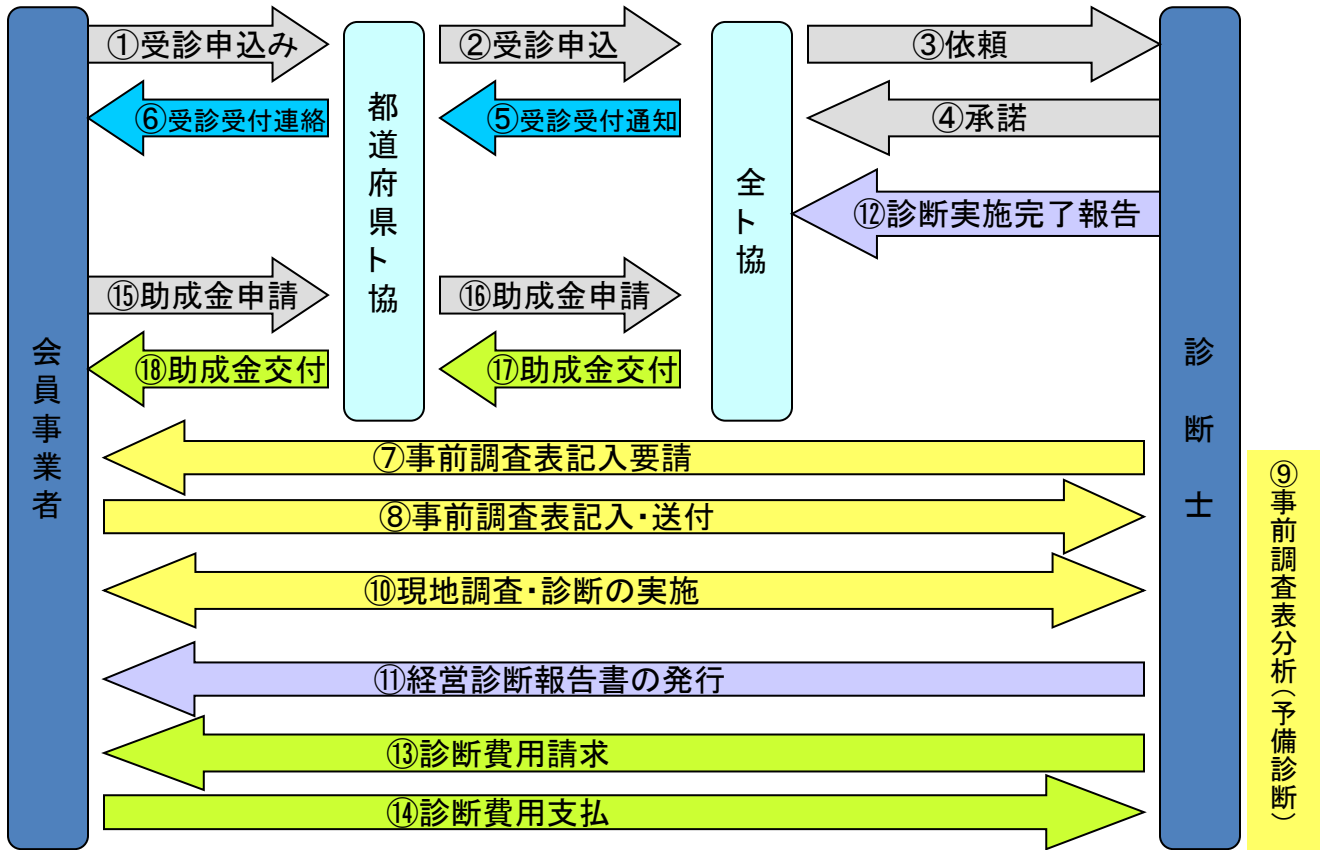 ①受診申込み
②受診申込
③依頼
⑥受診受付連絡
⑤受診受付通知
④承諾
都道府県ト協
全ト協
⑫診断実施完了報告
⑮助成金申請
⑯助成金申請
⑱助成金交付
⑰助成金交付
会員事業者
診断士
⑦事前調査表記入要請
⑧事前調査表記入・送付
⑨事前調査表分析(予備診断)
⑩現地調査・診断の実施
⑪経営診断報告書の発行
⑬診断費用請求
⑭診断費用支払